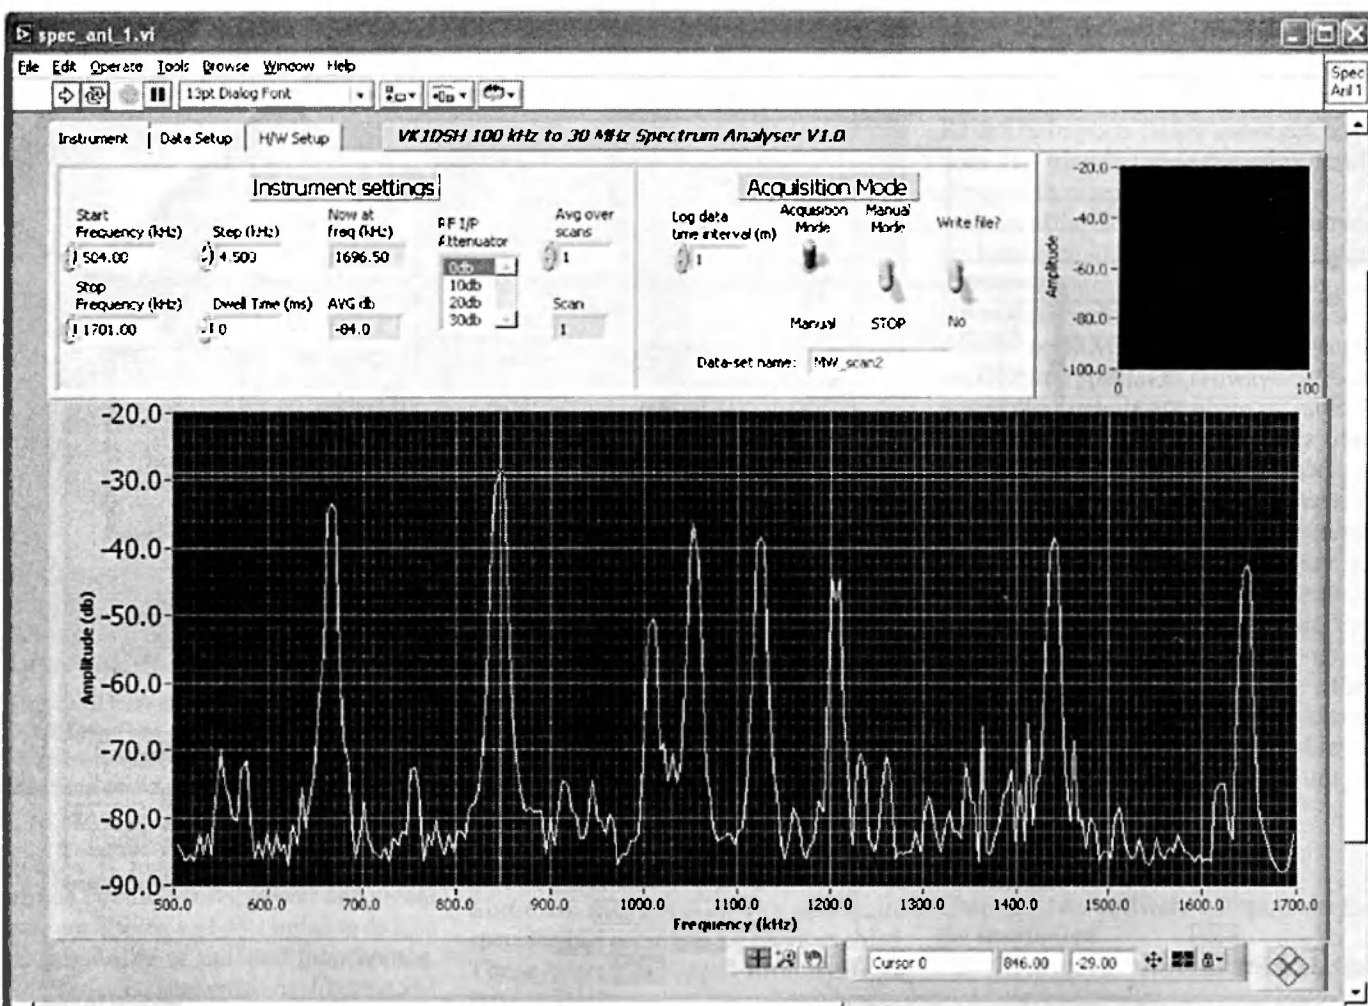 spec_anl_1.vi
File Edit Operate Tools Browse Window Help
13pt Dialog Font
Spec
Anl 1
Instrument Data Setup H/W Setup VK1DSH 100 kHz to 30 MHz Spectrum Analyser V1.0
Instrument settings
Start
Frequency (kHz)
504.00
Step (kHz)
4.500
Now at
freq (kHz)
1696.50
RF I/P
Attenuator
0db
10db
20db
30db
Avg over
scans
1
Stop
Frequency (kHz)
1701.00
Dwell Time (ms)
0
AVG db
-84.0
Scan
1
Acquisition Mode
Log data
time interval (m)
1
Acquisition
Mode
Manual
Manual
Mode
STOP
Write file?
No
Data-set name: MW_scan2
Amplitude
-20.0
-40.0
-60.0
-80.0
-100.0
0 100
Amplitude (db)
-20.0
-30.0
-40.0
-50.0
-60.0
-70.0
-80.0
-90.0
500.0 600.0 700.0 800.0 900.0 1000.0 1100.0 1200.0 1300.0 1400.0 1500.0 1600.0 1700.0
Frequency (kHz)
Cursor 0 846.00 -29.00